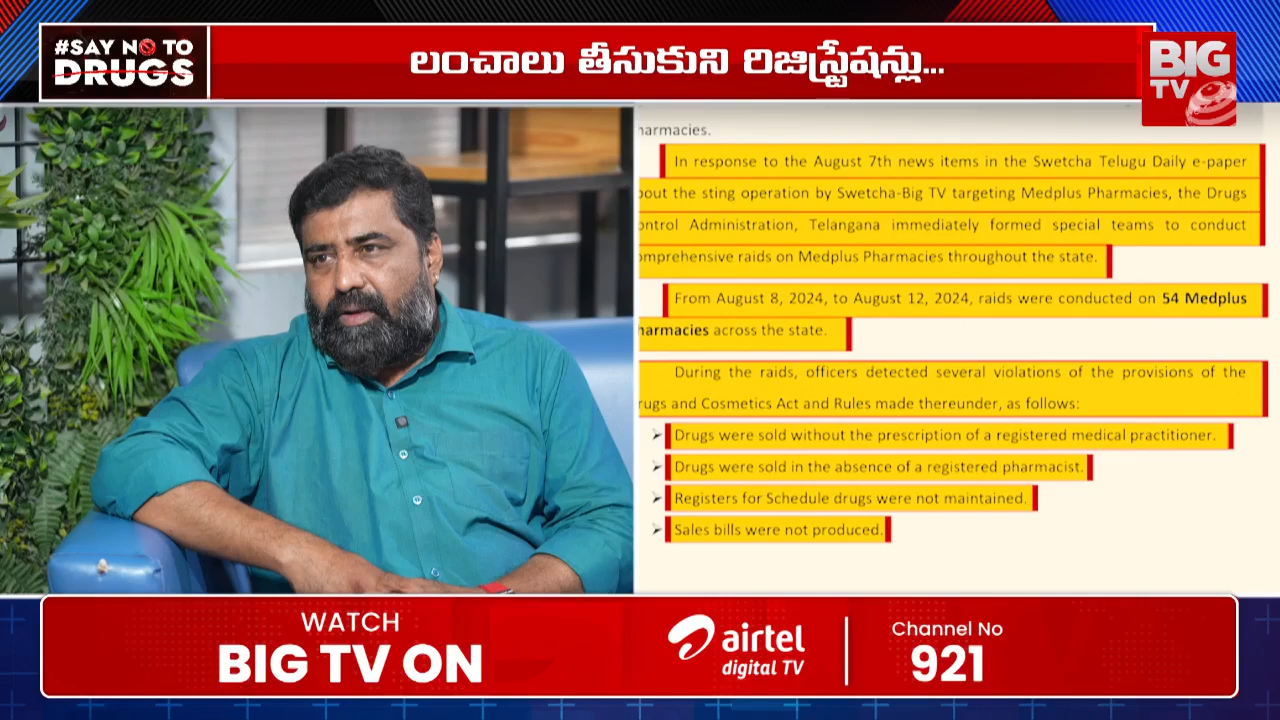 #SAY NO TO
DRUGS
లంచాలు తీసుకుని రిజిస్ట్రేషన్లు...
BIG
TV
harmacies.
In response to the August 7th news items in the Swetcha Telugu Daily e-paper
bout the sting operation by Swetcha-Big TV targeting Medplus Pharmacies, the Drugs
ontrol Administration, Telangana immediately formed special teams to conduct
omprehensive raids on Medplus Pharmacies throughout the state.
From August 8, 2024, to August 12, 2024, raids were conducted on 54 Medplus
harmacies across the state.
During the raids, officers detected several violations of the provisions of the
rugs and Cosmetics Act and Rules made thereunder, as follows:
➢ Drugs were sold without the prescription of a registered medical practitioner.
➢ Drugs were sold in the absence of a registered pharmacist.
➢ Registers for Schedule drugs were not maintained.
➢ Sales bills were not produced.
WATCH
BIG TV ON
airtel
digital TV
Channel No
921